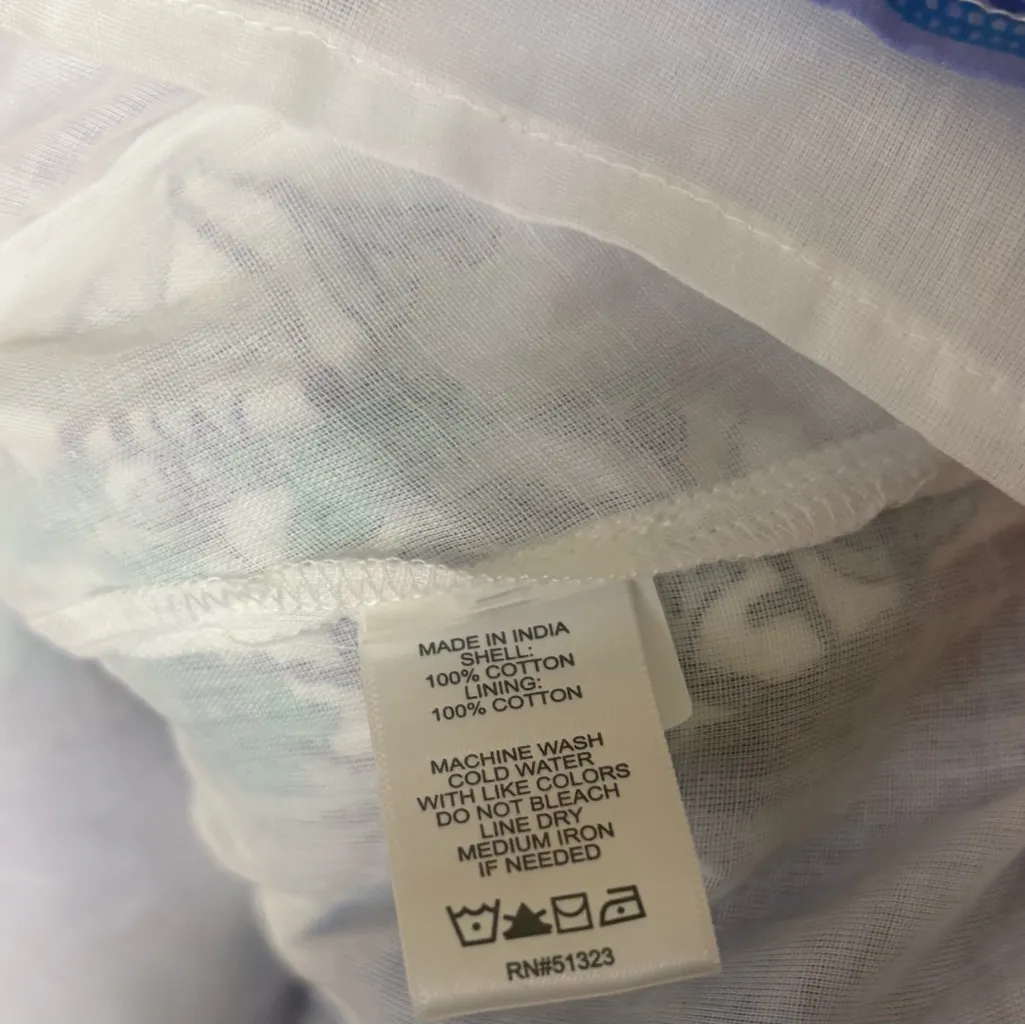 MADE IN INDIA
SHELL:
100% COTTON
LINING:
100% COTTON
MACHINE WASH
COLD WATER
WITH LIKE COLORS
DO NOT BLEACH
LINE DRY
MEDIUM IRON
IF NEEDED
RN#51323